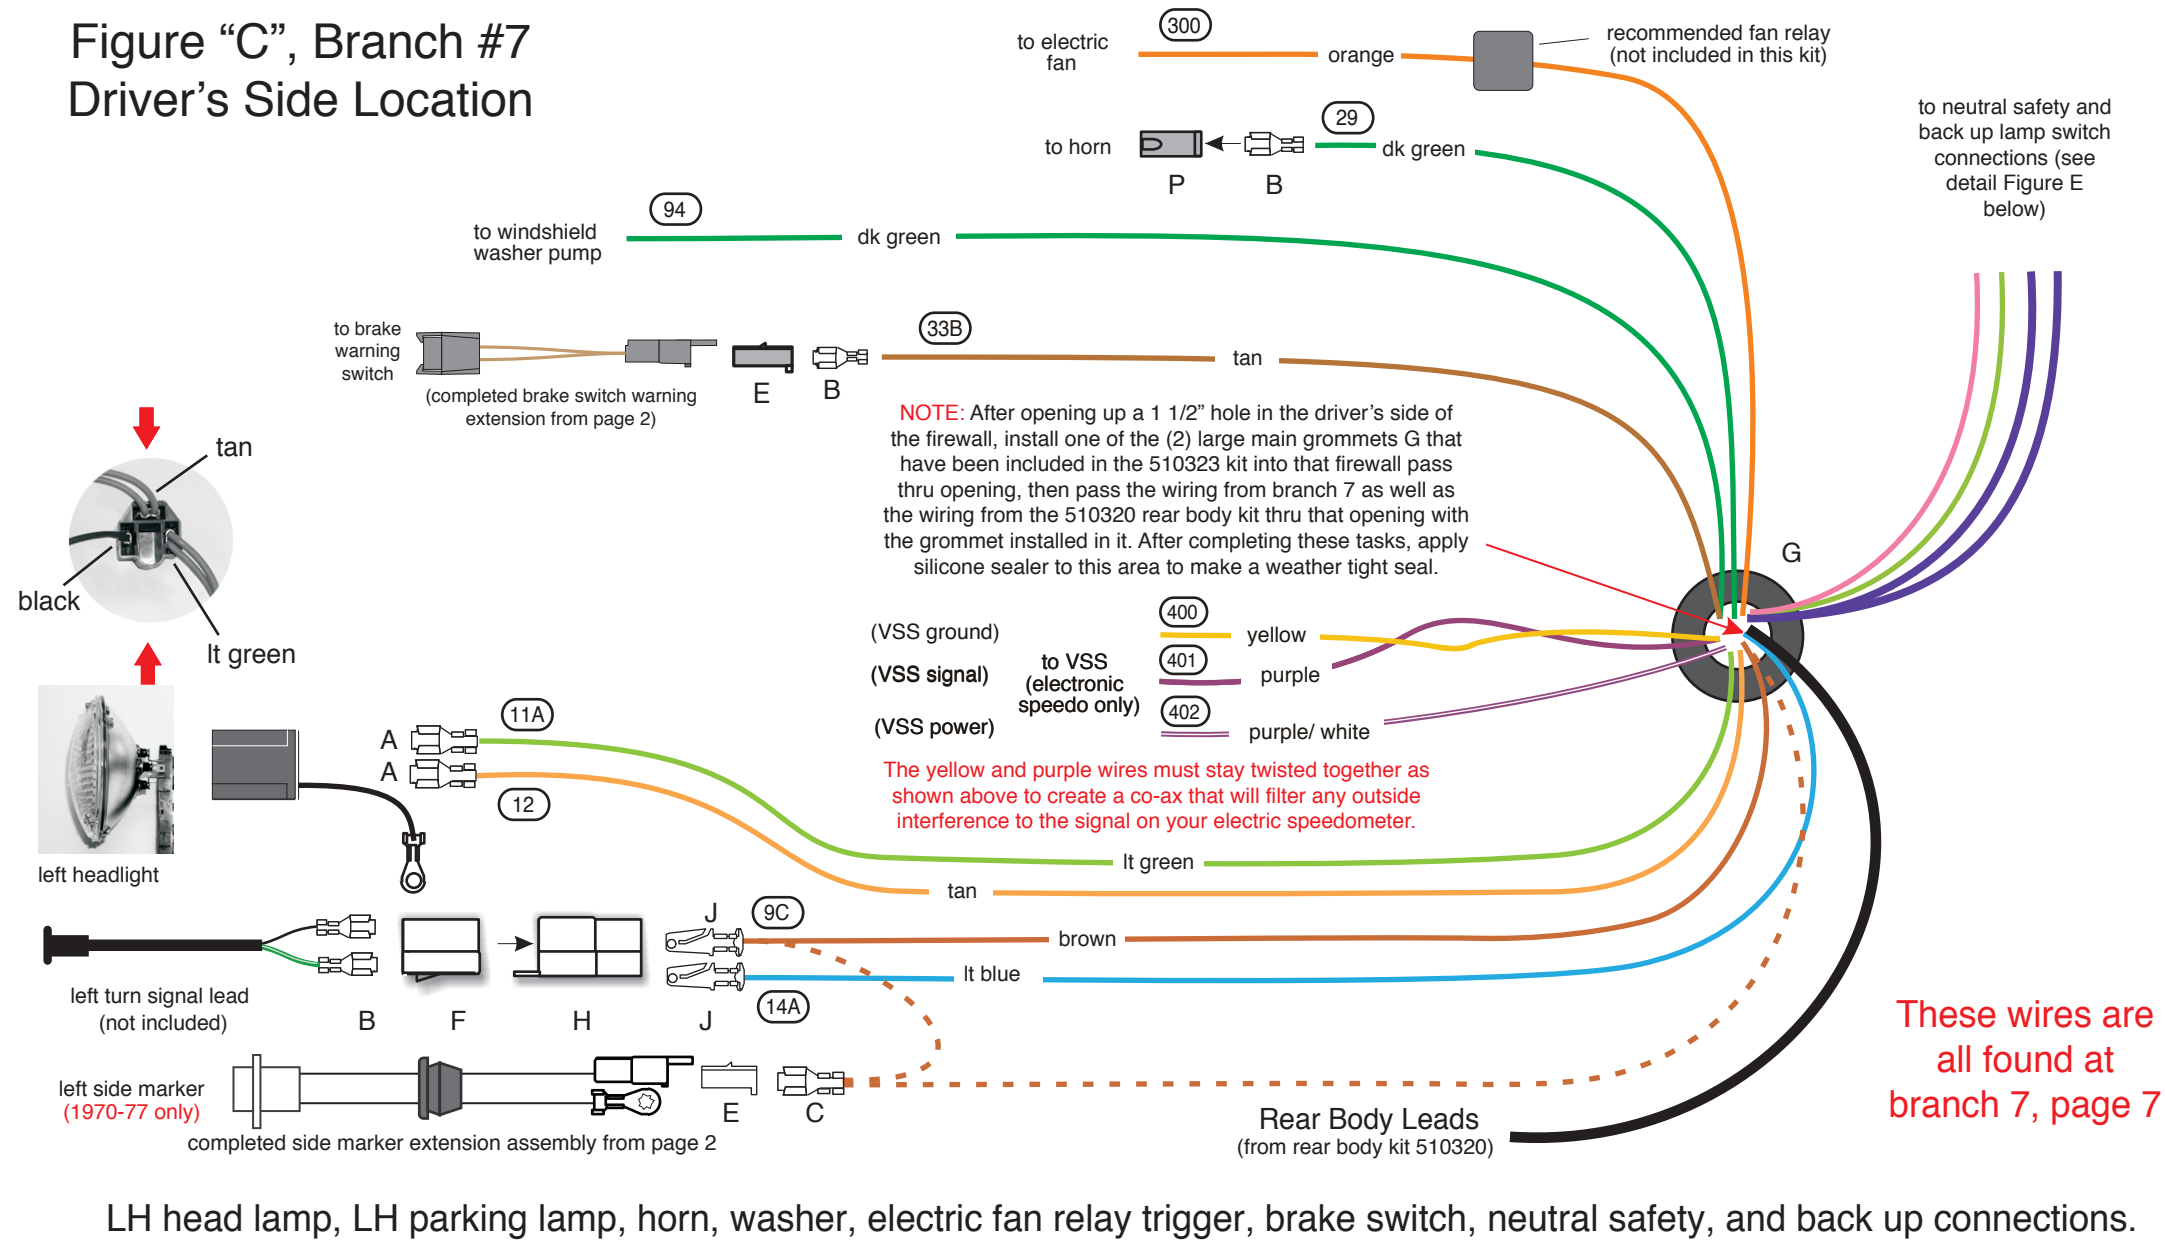 Figure “C”, Branch #7
Driver’s Side Location
300
to electric
fan
orange
recommended fan relay
(not included in this kit)
to neutral safety and
back up lamp switch
connections (see
detail Figure E
below)
29
to horn
dk green
P
B
94
to windshield
washer pump
dk green
33B
to brake
warning
switch
tan
(completed brake switch warning
extension from page 2)
E
B
NOTE: After opening up a 1 1/2” hole in the driver’s side of
the firewall, install one of the (2) large main grommets G that
have been included in the 510323 kit into that firewall pass
thru opening, then pass the wiring from branch 7 as well as
the wiring from the 510320 rear body kit thru that opening with
the grommet installed in it. After completing these tasks, apply
silicone sealer to this area to make a weather tight seal.
G
tan
black
lt green
400
(VSS ground)
yellow
401
to VSS
(electronic
speedo only)
(VSS signal)
purple
402
(VSS power)
purple/ white
The yellow and purple wires must stay twisted together as
shown above to create a co-ax that will filter any outside
interference to the signal on your electric speedometer.
11A
A
A
12
lt green
tan
left headlight
J
9C
brown
lt blue
14A
left turn signal lead
(not included)
B
F
H
J
left side marker
(1970-77 only)
E
C
completed side marker extension assembly from page 2
Rear Body Leads
(from rear body kit 510320)
These wires are
all found at
branch 7, page 7
LH head lamp, LH parking lamp, horn, washer, electric fan relay trigger, brake switch, neutral safety, and back up connections.